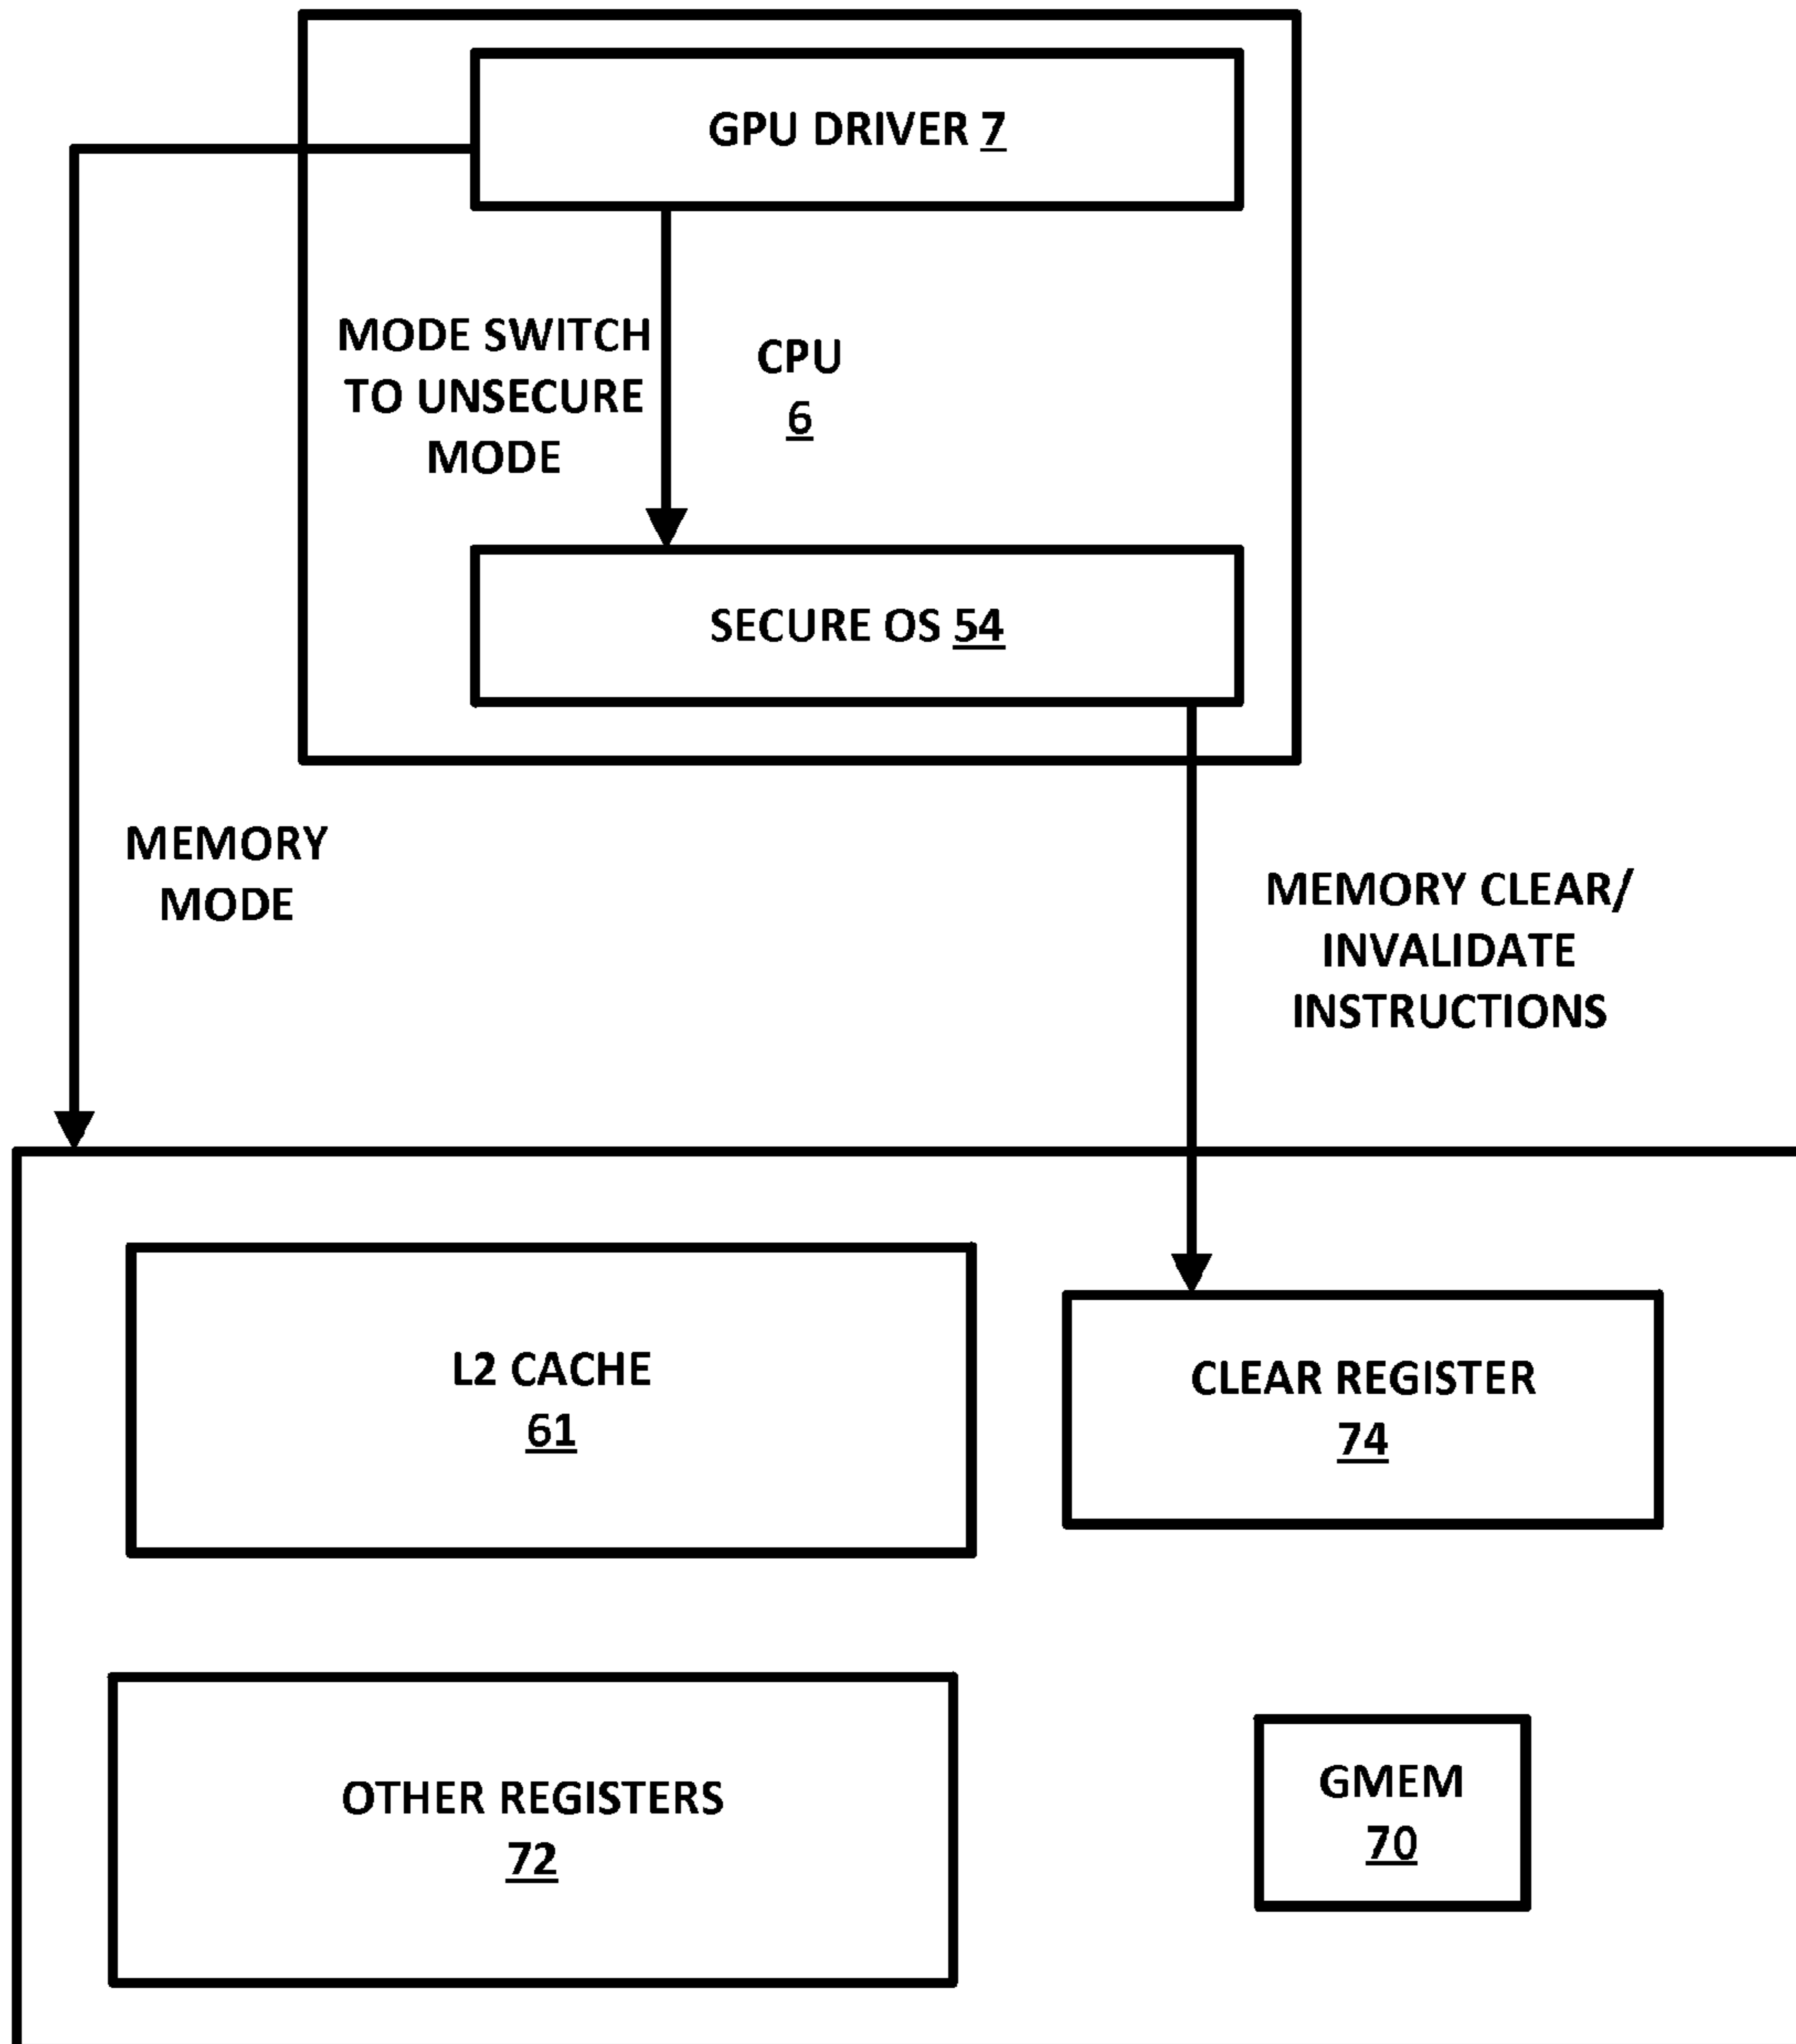 GPU DRIVER 7
MODE SWITCH
TO UNSECURE
MODE
CPU
6
SECURE OS 54
MEMORY
MODE
MEMORY CLEAR/
INVALIDATE
INSTRUCTIONS
L2 CACHE
61
CLEAR REGISTER
74
OTHER REGISTERS
72
GMEM
70